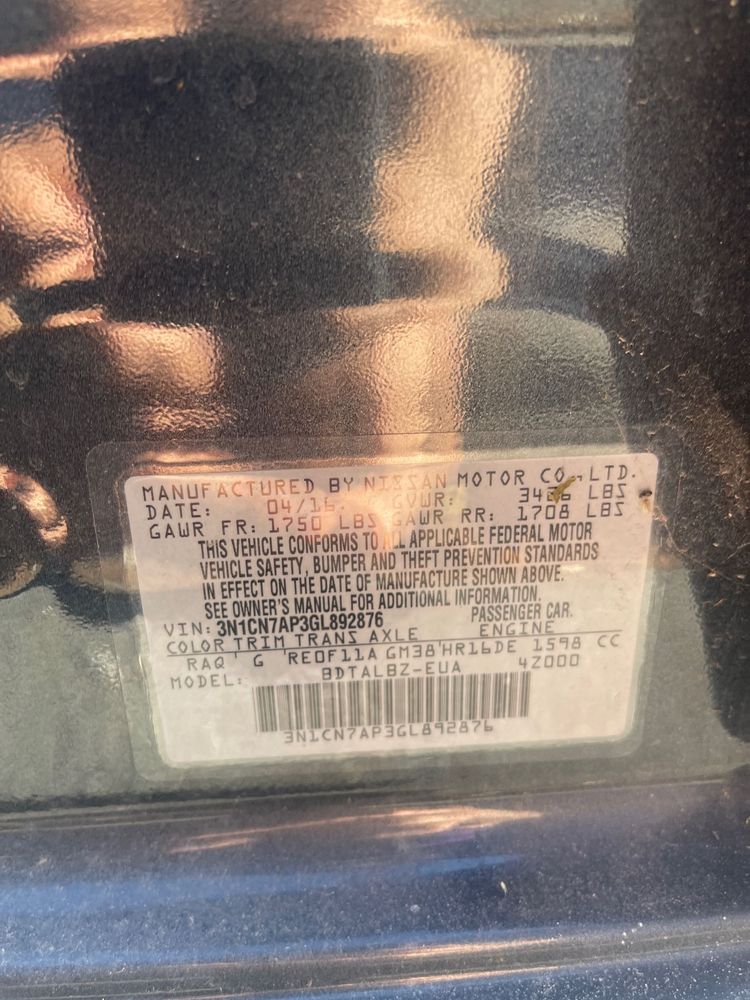 MANUFACTURED BY NISSAN MOTOR CO.,LTD.
DATE: 04/16 GVWR: LBS
GAWR FR: 1750 LBS GAWR RR: 1708 LBS
THIS VEHICLE CONFORMS TO ALL APPLICABLE FEDERAL MOTOR
VEHICLE SAFETY, BUMPER AND THEFT PREVENTION STANDARDS
IN EFFECT ON THE DATE OF MANUFACTURE SHOWN ABOVE.
SEE OWNER'S MANUAL FOR ADDITIONAL INFORMATION.
VIN: 3N1CN7AP3GL892876 PASSENGER CAR.
COLOR TRIM TRANS AXLE ENGINE
RAQ G RE0F11A GM38 HR16DE 1598 CC
MODEL: BDTALBZ-EUA 4Z000
3N1CN7AP3GL892876